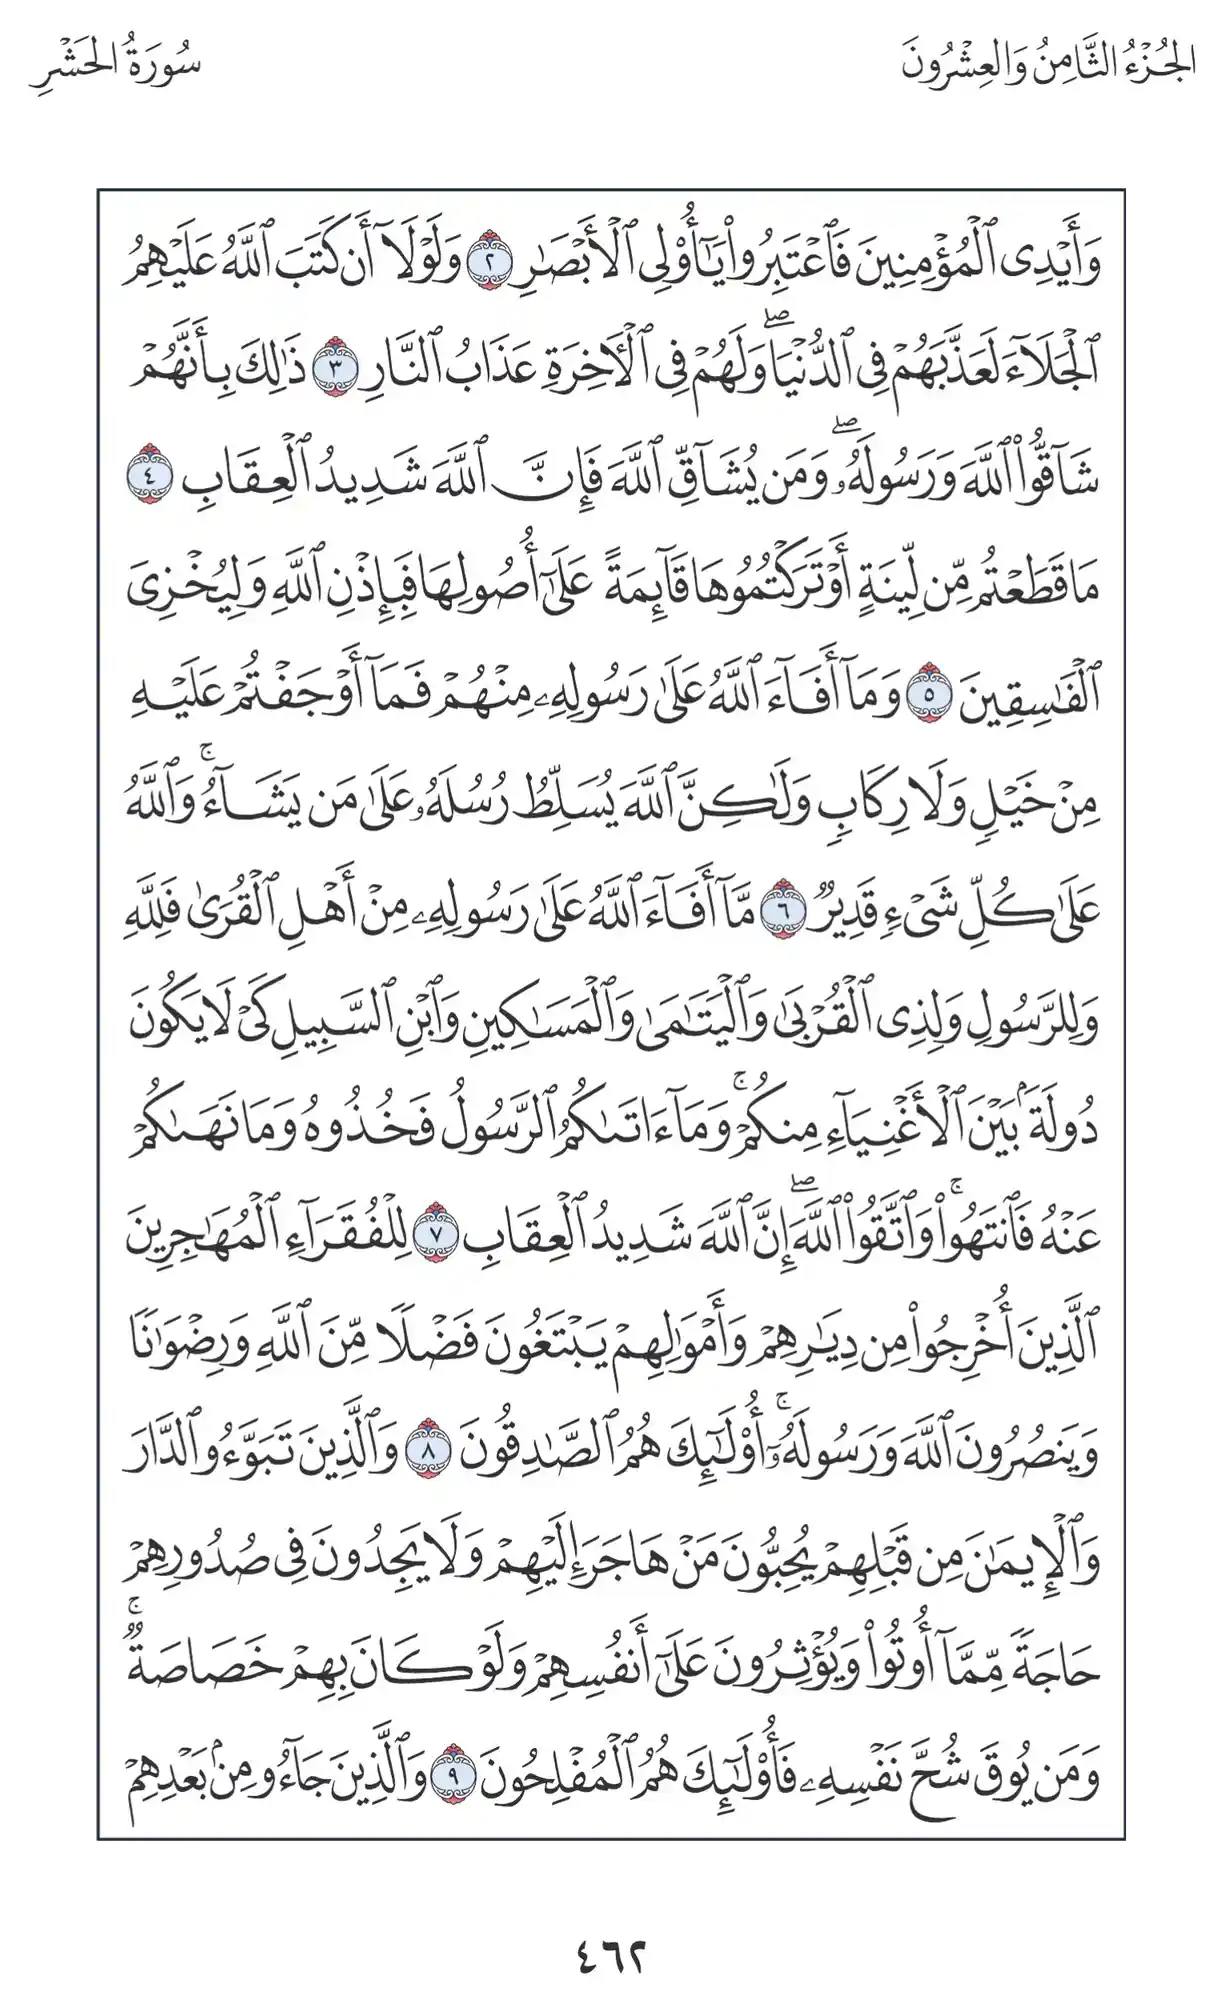 الجُزْءُ الثَّامِنُ وَالعِشْرُونَ
سُورَةُ الحَشْرِ
وَأَيْدِى ٱلْمُؤْمِنِينَ فَٱعْتَبِرُوا۟ يَٰٓأُو۟لِى ٱلْأَبْصَٰرِ ٢ وَلَوْلَآ أَن كَتَبَ ٱللَّهُ عَلَيْهِمُ
ٱلْجَلَآءَ لَعَذَّبَهُمْ فِى ٱلدُّنْيَا ۖ وَلَهُمْ فِى ٱلْـَٔاخِرَةِ عَذَابُ ٱلنَّارِ ٣ ذَٰلِكَ بِأَنَّهُمْ
شَآقُّوا۟ ٱللَّهَ وَرَسُولَهُۥ ۖ وَمَن يُشَآقِّ ٱللَّهَ فَإِنَّ ٱللَّهَ شَدِيدُ ٱلْعِقَابِ ٤
مَا قَطَعْتُم مِّن لِّينَةٍ أَوْ تَرَكْتُمُوهَا قَآئِمَةً عَلَىٰٓ أُصُولِهَا فَبِإِذْنِ ٱللَّهِ وَلِيُخْزِىَ
ٱلْفَٰسِقِينَ ٥ وَمَآ أَفَآءَ ٱللَّهُ عَلَىٰ رَسُولِهِۦ مِنْهُمْ فَمَآ أَوْجَفْتُمْ عَلَيْهِ
مِنْ خَيْلٍ وَلَا رِكَابٍ وَلَٰكِنَّ ٱللَّهَ يُسَلِّطُ رُسُلَهُۥ عَلَىٰ مَن يَشَآءُ ۚ وَٱللَّهُ
عَلَىٰ كُلِّ شَىْءٍ قَدِيرٌ ٦ مَّآ أَفَآءَ ٱللَّهُ عَلَىٰ رَسُولِهِۦ مِنْ أَهْلِ ٱلْقُرَىٰ فَلِلَّهِ
وَلِلرَّسُولِ وَلِذِى ٱلْقُرْبَىٰ وَٱلْيَتَٰمَىٰ وَٱلْمَسَٰكِينِ وَٱبْنِ ٱلسَّبِيلِ كَىْ لَا يَكُونَ
دُولَةًۢ بَيْنَ ٱلْأَغْنِيَآءِ مِنكُمْ ۚ وَمَآ ءَاتَىٰكُمُ ٱلرَّسُولُ فَخُذُوهُ وَمَا نَهَىٰكُمْ
عَنْهُ فَٱنتَهُوا۟ ۚ وَٱتَّقُوا۟ ٱللَّهَ ۖ إِنَّ ٱللَّهَ شَدِيدُ ٱلْعِقَابِ ٧ لِلْفُقَرَآءِ ٱلْمُهَٰجِرِينَ
ٱلَّذِينَ أُخْرِجُوا۟ مِن دِيَٰرِهِمْ وَأَمْوَٰلِهِمْ يَبْتَغُونَ فَضْلًا مِّنَ ٱللَّهِ وَرِضْوَٰنًا
وَيَنصُرُونَ ٱللَّهَ وَرَسُولَهُۥٓ ۚ أُو۟لَٰٓئِكَ هُمُ ٱلصَّٰدِقُونَ ٨ وَٱلَّذِينَ تَبَوَّءُو ٱلدَّارَ
وَٱلْإِيمَٰنَ مِن قَبْلِهِمْ يُحِبُّونَ مَنْ هَاجَرَ إِلَيْهِمْ وَلَا يَجِدُونَ فِى صُدُورِهِمْ
حَاجَةً مِّمَّآ أُوتُوا۟ وَيُؤْثِرُونَ عَلَىٰٓ أَنفُسِهِمْ وَلَوْ كَانَ بِهِمْ خَصَاصَةٌ ۚ
وَمَن يُوقَ شُحَّ نَفْسِهِۦ فَأُو۟لَٰٓئِكَ هُمُ ٱلْمُفْلِحُونَ ٩ وَٱلَّذِينَ جَآءُو مِنۢ بَعْدِهِمْ
٤٦٢